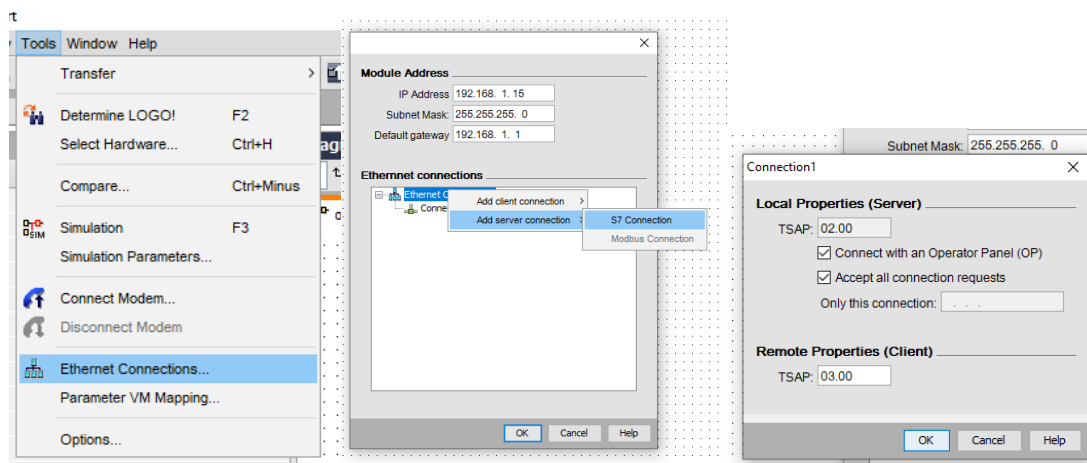 Tools Window Help
Transfer
Determine LOGO! F2
Select Hardware... Ctrl+H
Compare... Ctrl+Minus
Simulation F3
Simulation Parameters...
Connect Modem...
Disconnect Modem
Ethernet Connections...
Parameter VM Mapping...
Options...
Module Address
IP Address 192.168. 1. 15
Subnet Mask: 255.255.255. 0
Default gateway 192.168. 1. 1
Ethernnet connections
Ethernet C
Conne
Add client connection
Add server connection
S7 Connection
Modbus Connection
OK Cancel Help
Subnet Mask: 255.255.255. 0
Connection1
Local Properties (Server)
TSAP: 02.00
Connect with an Operator Panel (OP)
Accept all connection requests
Only this connection: . . .
Remote Properties (Client)
TSAP: 03.00
OK Cancel Help